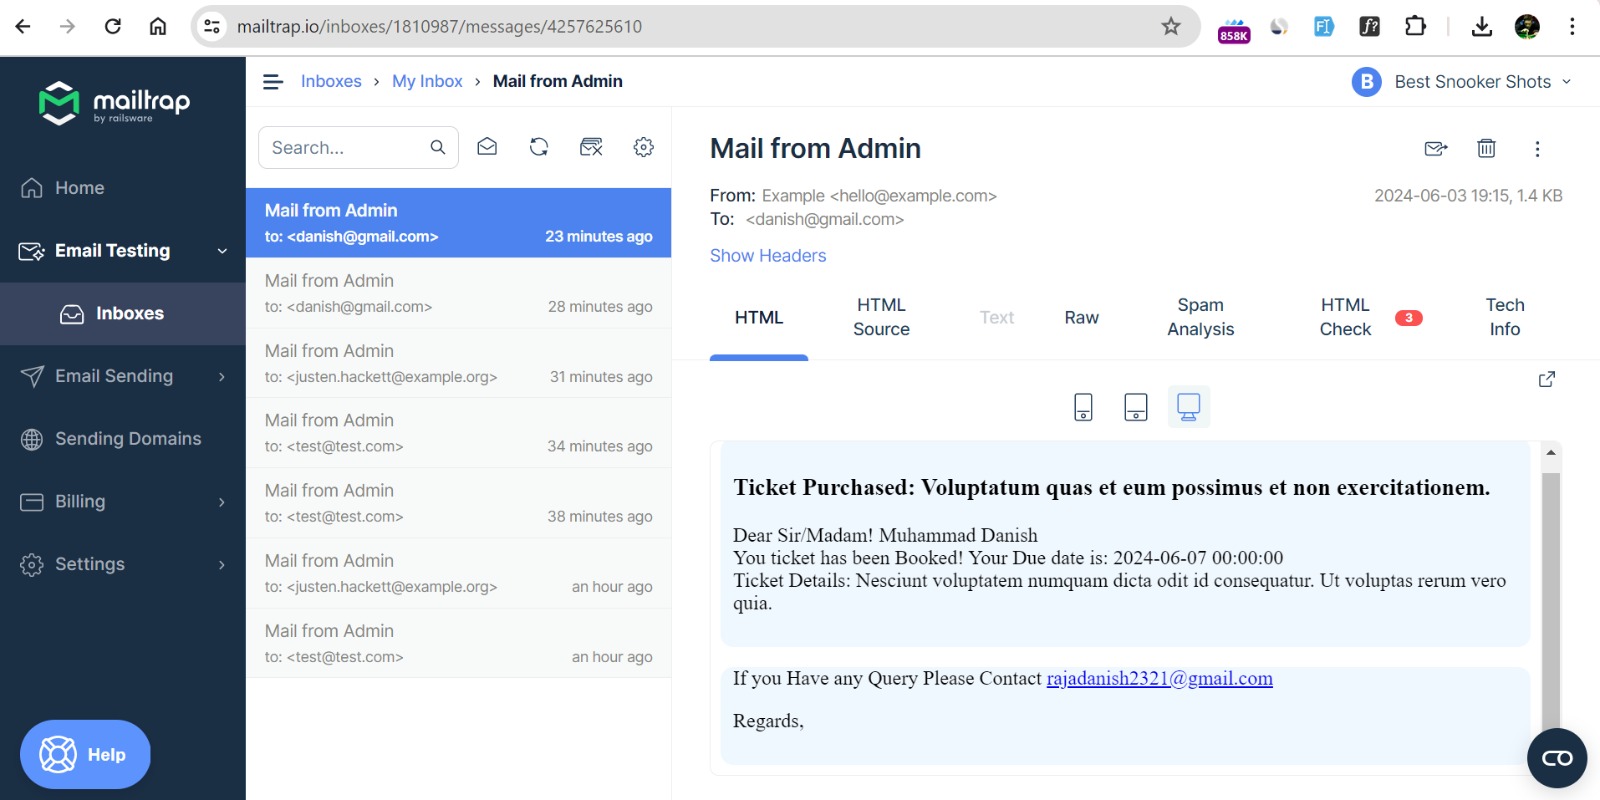 mailtrap.io/inboxes/1810987/messages/4257625610
858K
f?
mailtrap
by railsware
Home
Email Testing
Inboxes
Email Sending
Sending Domains
Billing
Settings
Help
Inboxes › My Inbox › Mail from Admin
B Best Snooker Shots
Search...
Mail from Admin
to: <danish@gmail.com> 23 minutes ago
Mail from Admin
to: <danish@gmail.com> 28 minutes ago
Mail from Admin
to: <justen.hackett@example.org> 31 minutes ago
Mail from Admin
to: <test@test.com> 34 minutes ago
Mail from Admin
to: <test@test.com> 38 minutes ago
Mail from Admin
to: <justen.hackett@example.org> an hour ago
Mail from Admin
to: <test@test.com> an hour ago
Mail from Admin
From: Example <hello@example.com> 2024-06-03 19:15, 1.4 KB
To: <danish@gmail.com>
Show Headers
HTML
HTML
Source
Text
Raw
Spam
Analysis
HTML
Check
3
Tech
Info
Ticket Purchased: Voluptatum quas et eum possimus et non exercitationem.
Dear Sir/Madam! Muhammad Danish
You ticket has been Booked! Your Due date is: 2024-06-07 00:00:00
Ticket Details: Nesciunt voluptatem numquam dicta odit id consequatur. Ut voluptas rerum vero
quia.
If you Have any Query Please Contact rajadanish2321@gmail.com
Regards,